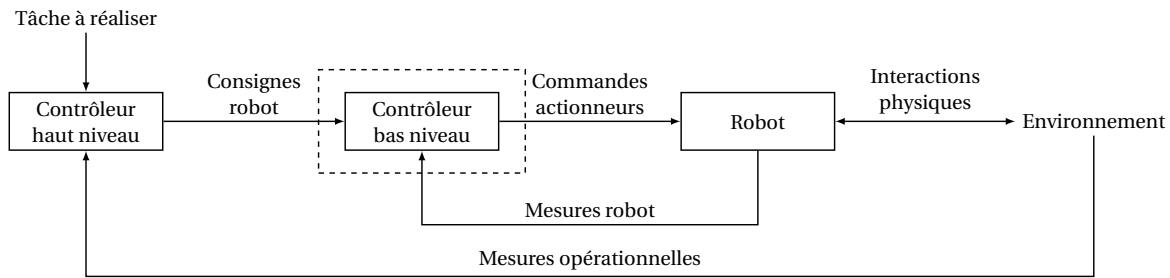 Tâche à réaliser
Consignes
robot
Commandes
actionneurs
Interactions
physiques
Contrôleur
haut niveau
Contrôleur
bas niveau
Robot
Environnement
Mesures robot
Mesures opérationnelles